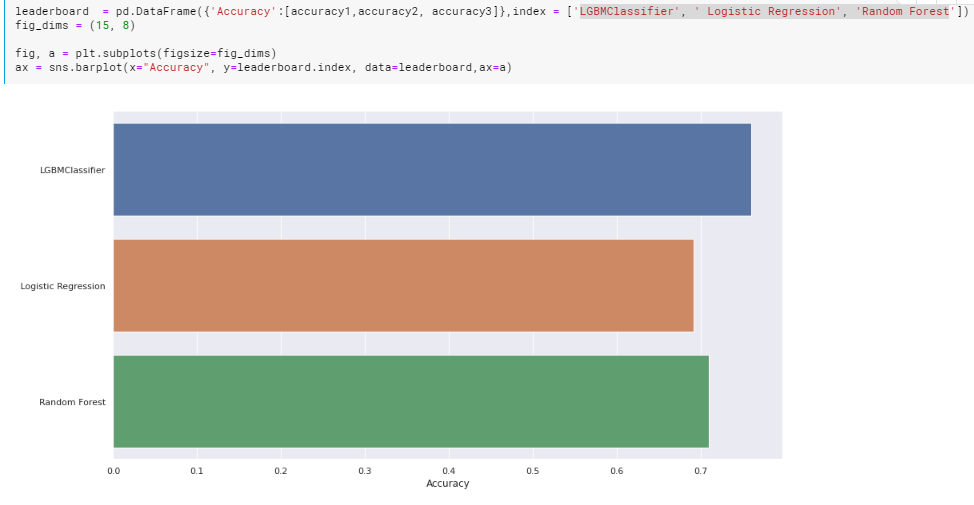 leaderboard  = pd.DataFrame({'Accuracy':[accuracy1,accuracy2, accuracy3]},index = ['LGBMClassifier', ' Logistic Regression', 'Random Forest'])
fig_dims = (15, 8)
fig, a = plt.subplots(figsize=fig_dims)
ax = sns.barplot(x="Accuracy", y=leaderboard.index, data=leaderboard,ax=a)
LGBMClassifier
Logistic Regression
Random Forest
0.0 0.1 0.2 0.3 0.4 0.5 0.6 0.7
Accuracy